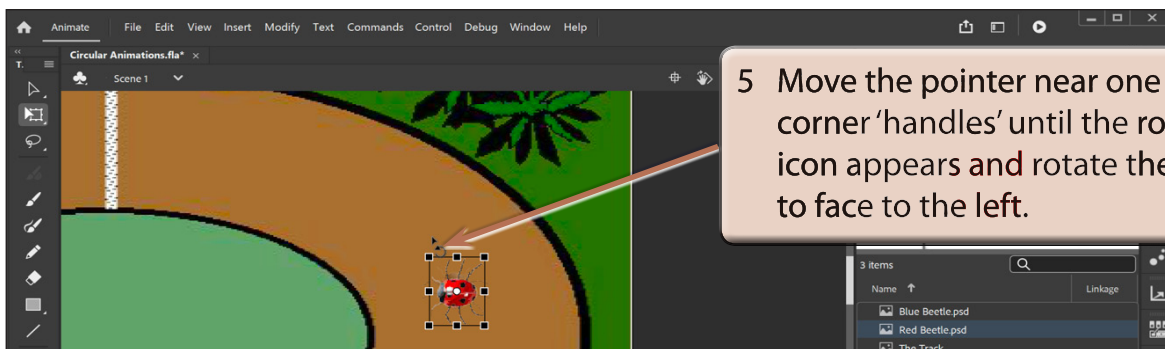 Animate File Edit View Insert Modify Text Commands Control Debug Window Help
Circular Animations.fla* ×
Scene 1
5 Move the pointer near one
corner 'handles' until the ro
icon appears and rotate the
to face to the left.
3 items
Name ↑ Linkage
Blue Beetle.psd
Red Beetle.psd
The Track